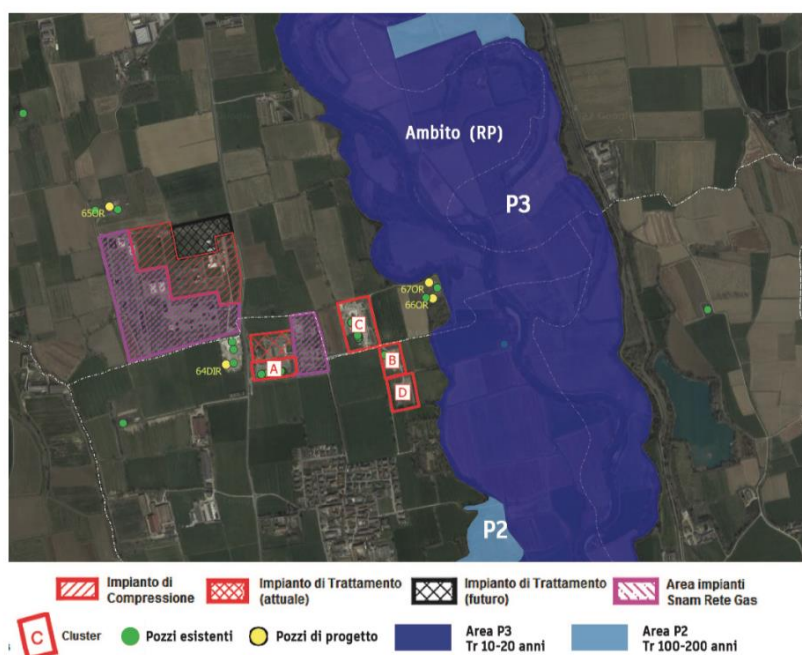 Ambito (RP)
P3
65OR
67OR
66OR
C
B
A
D
64DIR
P2
Impianto di
Compressione
Impianto di Trattamento
(attuale)
Impianto di Trattamento
(futuro)
Area impianti
Snam Rete Gas
C
Cluster
Pozzi esistenti
Pozzi di progetto
Area P3
Tr 10-20 anni
Area P2
Tr 100-200 anni